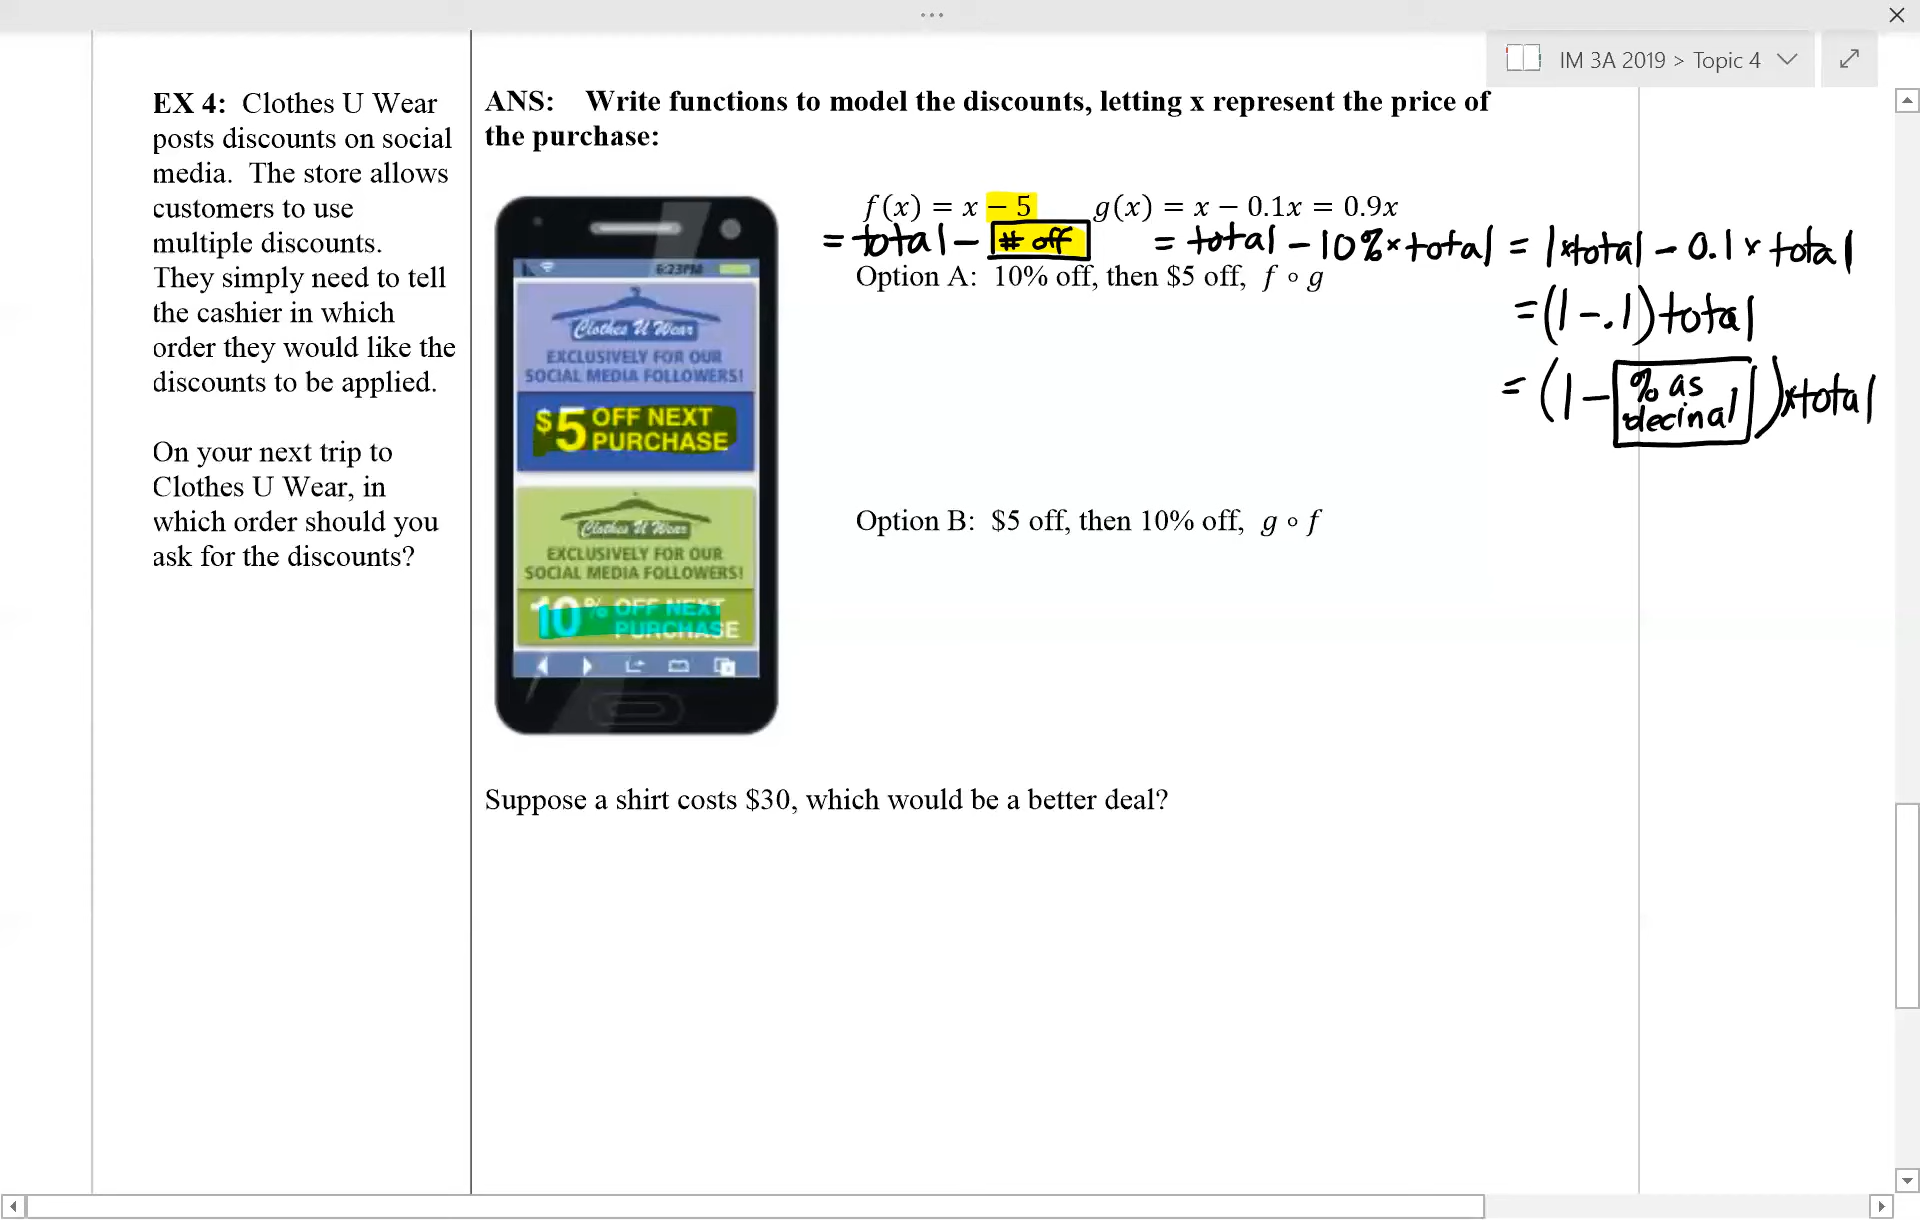 IM 3A 2019 > Topic 4
EX 4: Clothes U Wear
posts discounts on social
media. The store allows
customers to use
multiple discounts.
They simply need to tell
the cashier in which
order they would like the
discounts to be applied.
On your next trip to
Clothes U Wear, in
which order should you
ask for the discounts?
ANS: Write functions to model the discounts, letting x represent the price of
the purchase:
f(x) = x − 5 g(x) = x − 0.1x = 0.9x
= total − # off = total − 10% × total = 1×total − 0.1 × total
= (1 − .1) total
= (1 − % as
decimal) × total
Option A: 10% off, then $5 off, f ∘ g
Option B: $5 off, then 10% off, g ∘ f
6:23PM
Clothes U Wear
EXCLUSIVELY FOR OUR
SOCIAL MEDIA FOLLOWERS!
$5 OFF NEXT
PURCHASE
Clothes U Wear
EXCLUSIVELY FOR OUR
SOCIAL MEDIA FOLLOWERS!
10% OFF NEXT
PURCHASE
Suppose a shirt costs $30, which would be a better deal?